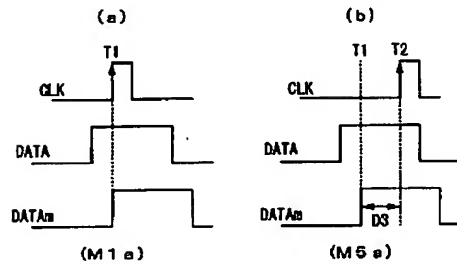 (a)
(b)
T1
CLK
DATA
DATAm
(M1a)
T1
T2
CLK
DATA
DATAm
D3
(M5a)